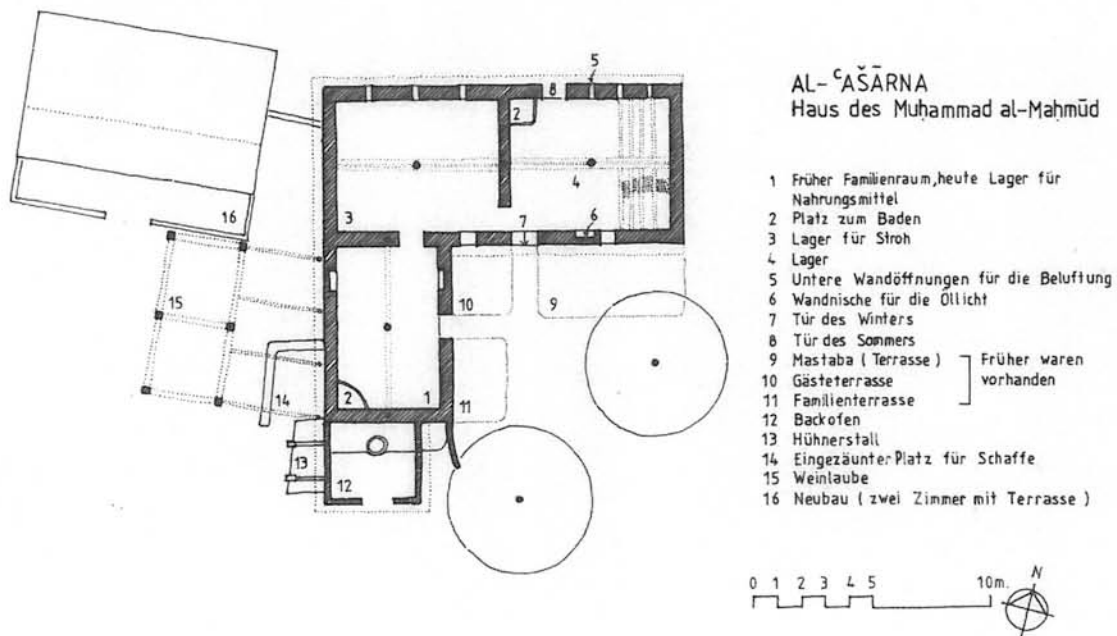 AL-ᶜAŠĀRNA
Haus des Muḥammad al-Maḥmūd
1 Früher Familienraum, heute Lager für
Nahrungsmittel
2 Platz zum Baden
3 Lager für Stroh
4 Lager
5 Untere Wandöffnungen für die Beluftung
6 Wandnische für die Öllicht
7 Tür des Winters
8 Tür des Sommers
9 Mastaba (Terrasse)
10 Gästeterrasse
11 Familienterrasse
Früher waren
vorhanden
12 Backofen
13 Hühnerstall
14 Eingezäunter Platz für Schaffe
15 Weinlaube
16 Neubau (zwei Zimmer mit Terrasse)
0 1 2 3 4 5 10m.
N
5
8
2
4
16
3
7
6
15
10
9
14
2
1
11
13
12